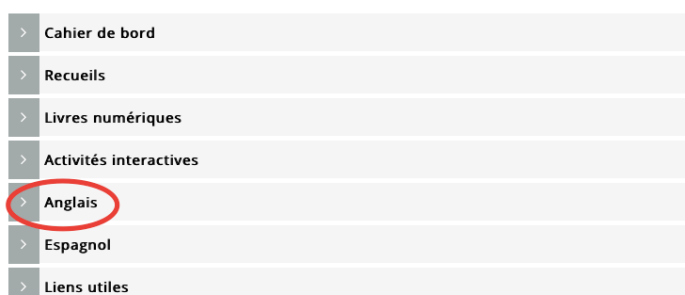 Cahier de bord
Recueils
Livres numériques
Activités interactives
Anglais
Espagnol
Liens utiles